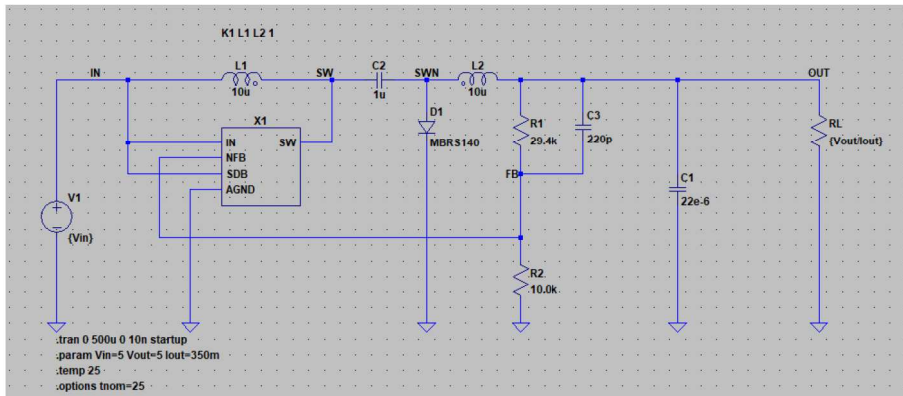 K1 L1 L2 1
IN
L1
10u
SW
C2
1u
SWN
L2
10u
OUT
X1
IN
SW
NFB
SDB
AGND
D1
MBRS140
R1
29.4k
C3
220p
RL
{Vout/Iout}
FB
C1
22e-6
V1
{Vin}
R2
10.0k
.tran 0 500u 0 10n startup
.param Vin=5 Vout=5 Iout=350m
.temp 25
.options tnom=25